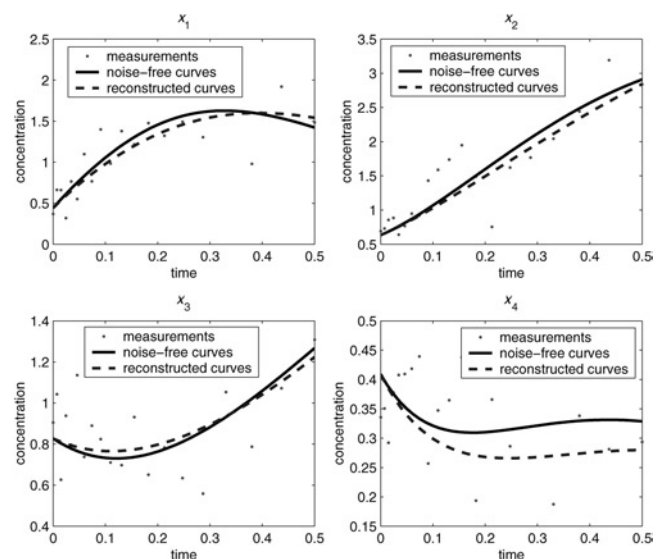 x1
2.5
measurements
noise−free curves
reconstructed curves
2
1.5
1
0.5
0
0 0.1 0.2 0.3 0.4 0.5
concentration
time
x2
3.5
measurements
noise−free curves
reconstructed curves
3
2.5
2
1.5
1
0.5
0 0.1 0.2 0.3 0.4 0.5
concentration
time
x3
1.4
measurements
noise−free curves
reconstructed curves
1.2
1
0.8
0.6
0.4
0 0.1 0.2 0.3 0.4 0.5
concentration
time
x4
0.5
measurements
noise−free curves
reconstructed curves
0.45
0.4
0.35
0.3
0.25
0.2
0.15
0 0.1 0.2 0.3 0.4 0.5
concentration
time